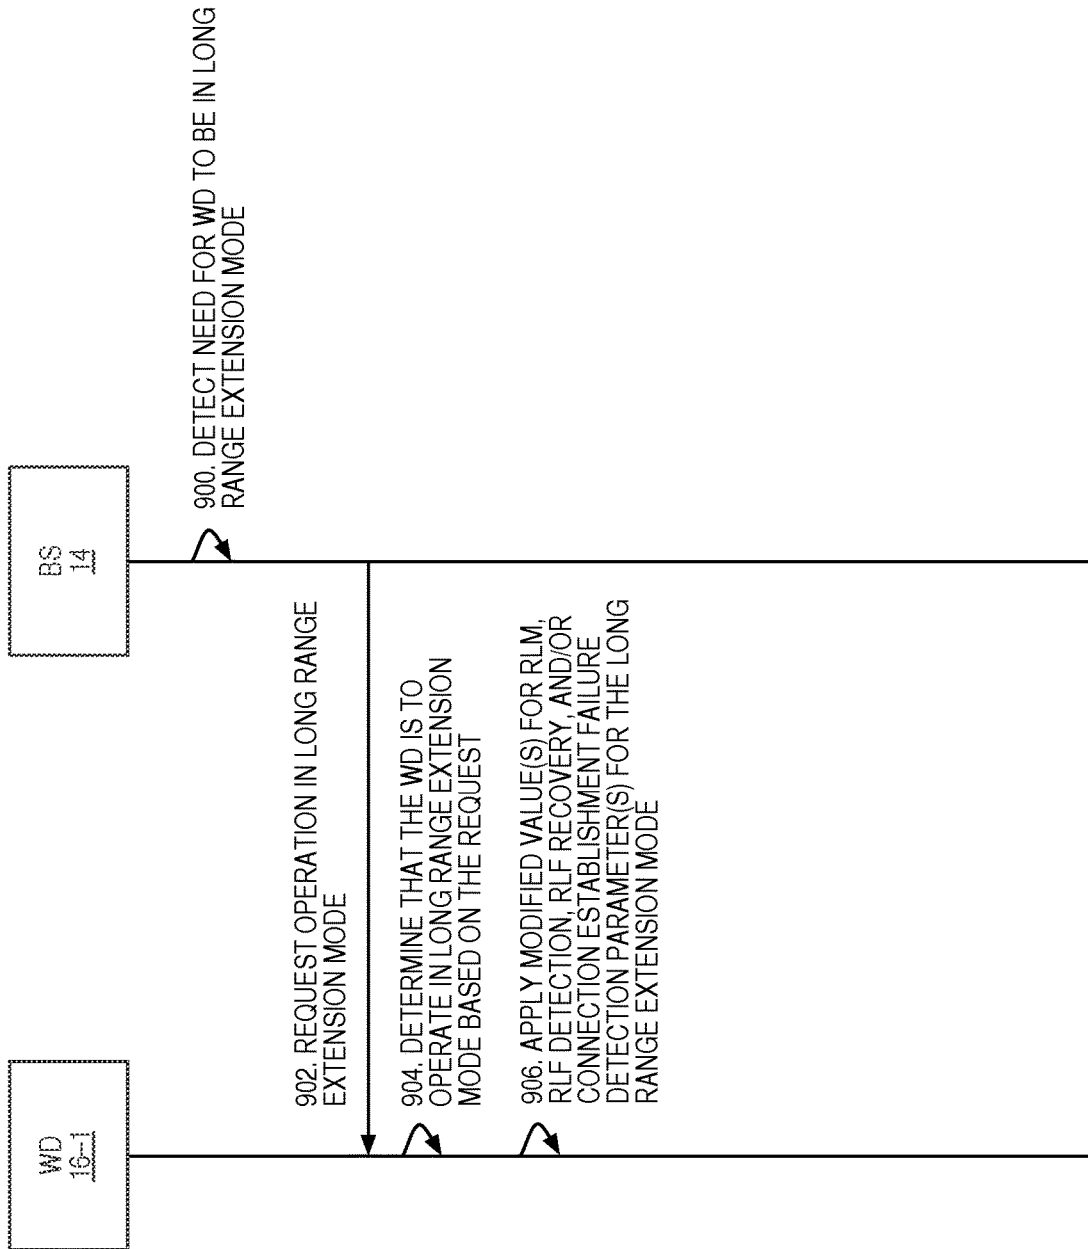 WD
16-1
BS
14
900. DETECT NEED FOR WD TO BE IN LONG
RANGE EXTENSION MODE
902. REQUEST OPERATION IN LONG RANGE
EXTENSION MODE
904. DETERMINE THAT THE WD IS TO
OPERATE IN LONG RANGE EXTENSION
MODE BASED ON THE REQUEST
906. APPLY MODIFIED VALUE(S) FOR RLM,
RLF DETECTION, RLF RECOVERY, AND/OR
CONNECTION ESTABLISHMENT FAILURE
DETECTION PARAMETER(S) FOR THE LONG
RANGE EXTENSION MODE